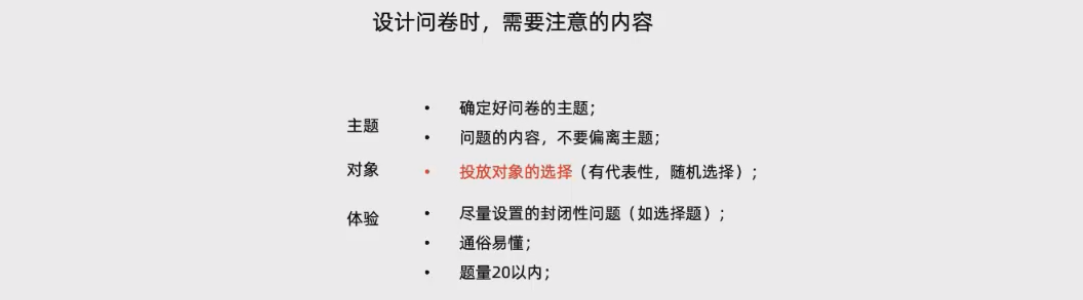 设计问卷时，需要注意的内容
主题
• 确定好问卷的主题；
• 问题的内容，不要偏离主题；
对象
• 投放对象的选择（有代表性，随机选择）；
体验
• 尽量设置的封闭性问题（如选择题）；
• 通俗易懂；
• 题量20以内；